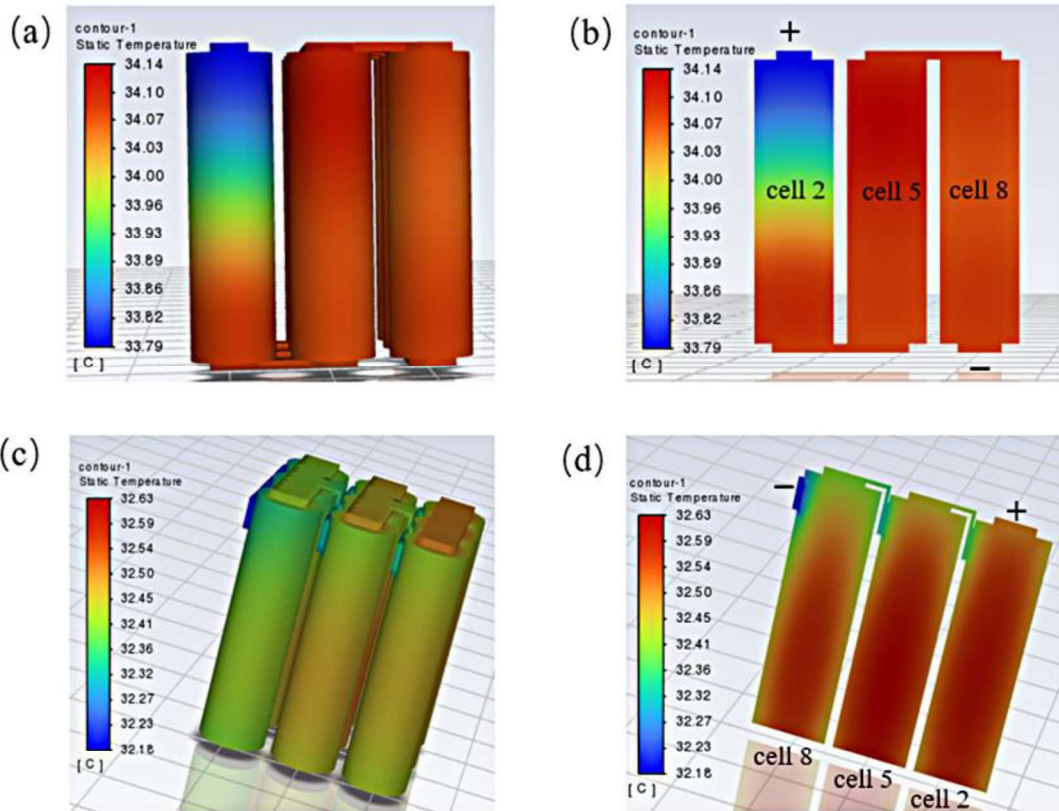 (a)
contour-1
Static Temperature
34.14
34.10
34.07
34.03
34.00
33.96
33.93
33.89
33.86
33.82
33.79
[ C ]
(b)
contour-1
Static Temperature
34.14
34.10
34.07
34.03
34.00
33.96
33.93
33.89
33.86
33.82
33.79
[ C ]
+
cell 2 cell 5 cell 8
−
(c)
contour-1
Static Temperature
32.63
32.59
32.54
32.50
32.45
32.41
32.36
32.32
32.27
32.23
32.18
[ C ]
(d)
contour-1
Static Temperature
32.63
32.59
32.54
32.50
32.45
32.41
32.36
32.32
32.27
32.23
32.18
[ C ]
−
+
cell 8
cell 5
cell 2